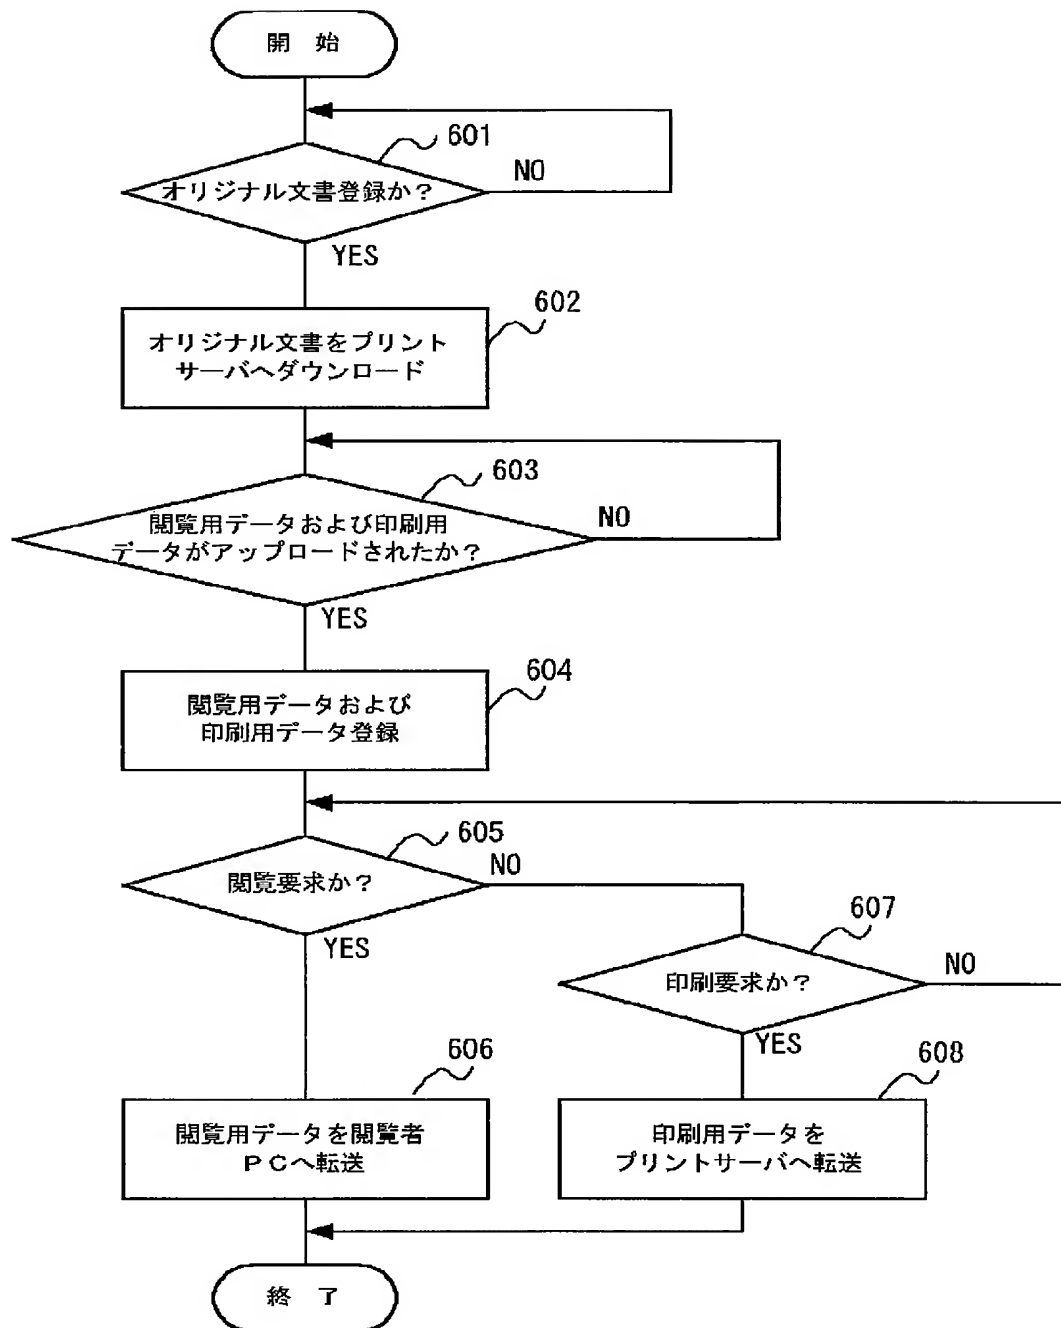 開 始
601
オリジナル文書登録か？
NO
YES
602
オリジナル文書をプリント
サーバへダウンロード
603
閲覧用データおよび印刷用
データがアップロードされたか？
NO
YES
604
閲覧用データおよび
印刷用データ登録
605
閲覧要求か？
NO
YES
607
印刷要求か？
NO
YES
606
閲覧用データを閲覧者
ＰＣへ転送
608
印刷用データを
プリントサーバへ転送
終 了